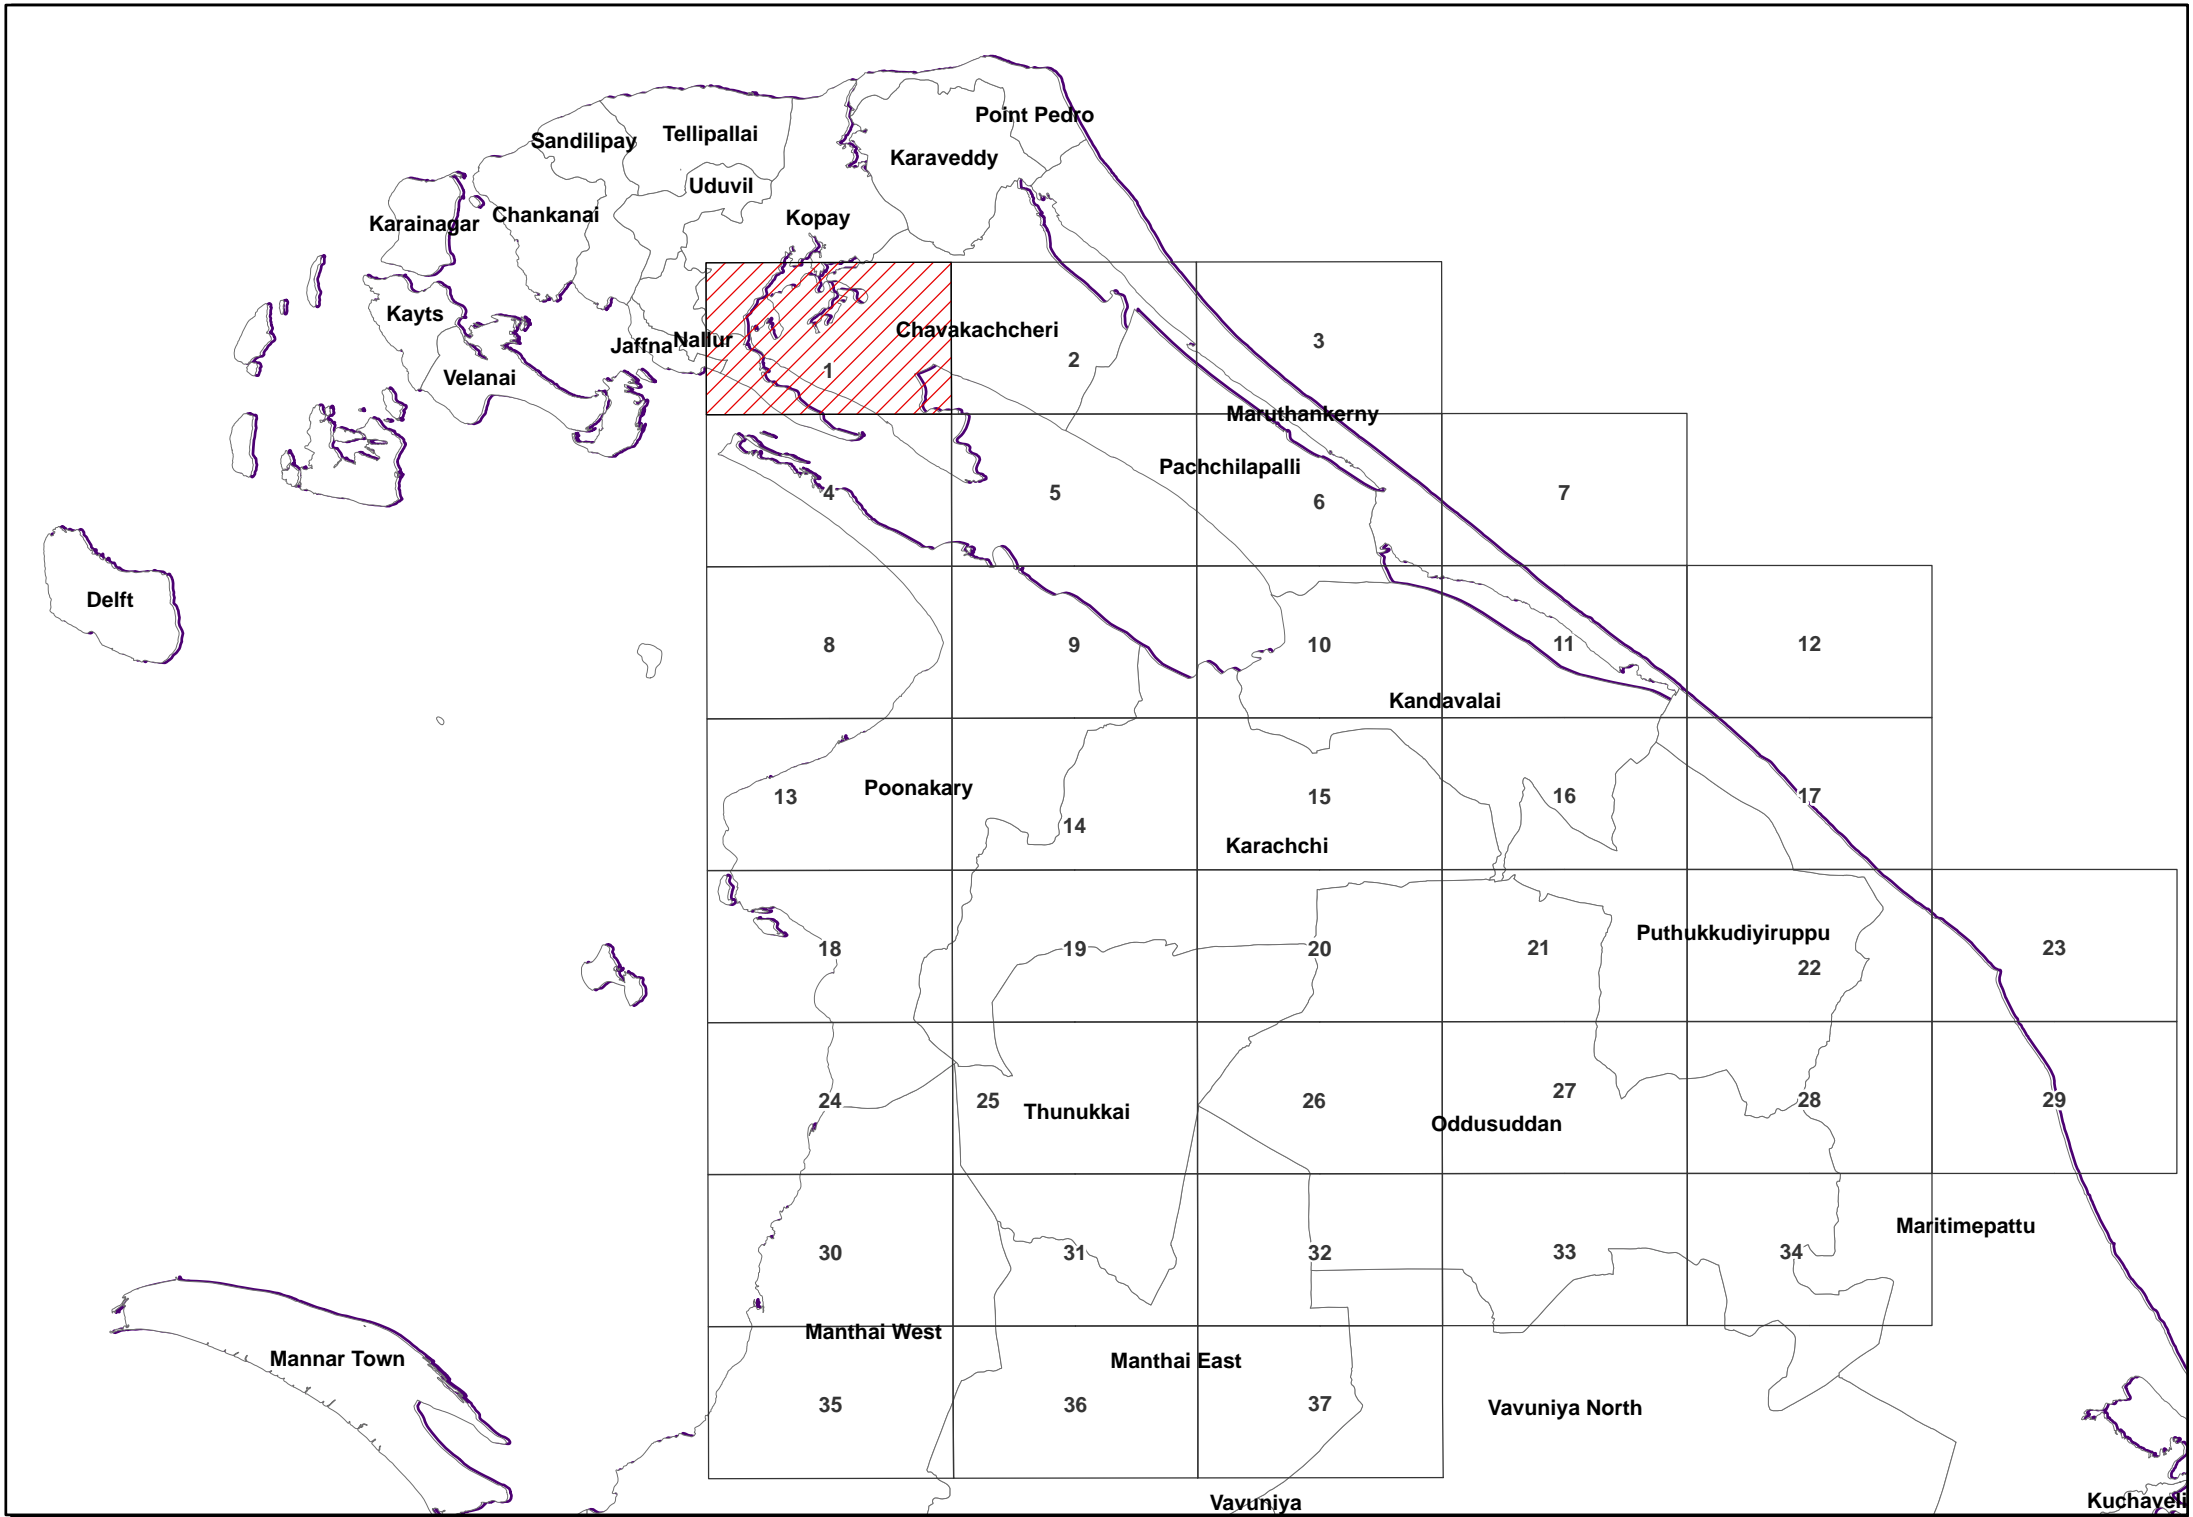 Point Pedro
Tellipallai
Sandilipay
Karaveddy
Uduvil
Chankanai
Kopay
Karainagar
Kayts
Chavakachcheri
Nallur
3
Jaffna
2
1
Velanai
Maruthankerny
Pachchilapalli
4
5
6
7
Delft
8
9
10
11
12
Kandavalai
Poonakary
13
15
16
17
14
Karachchi
Puthukkudiyiruppu
18
19
20
21
23
22
27
24
25
26
28
29
Thunukkai
Oddusuddan
Maritimepattu
30
31
32
33
34
Manthai West
Mannar Town
Manthai East
35
36
37
Vavuniya North
Kuchaveli
Vavuniya